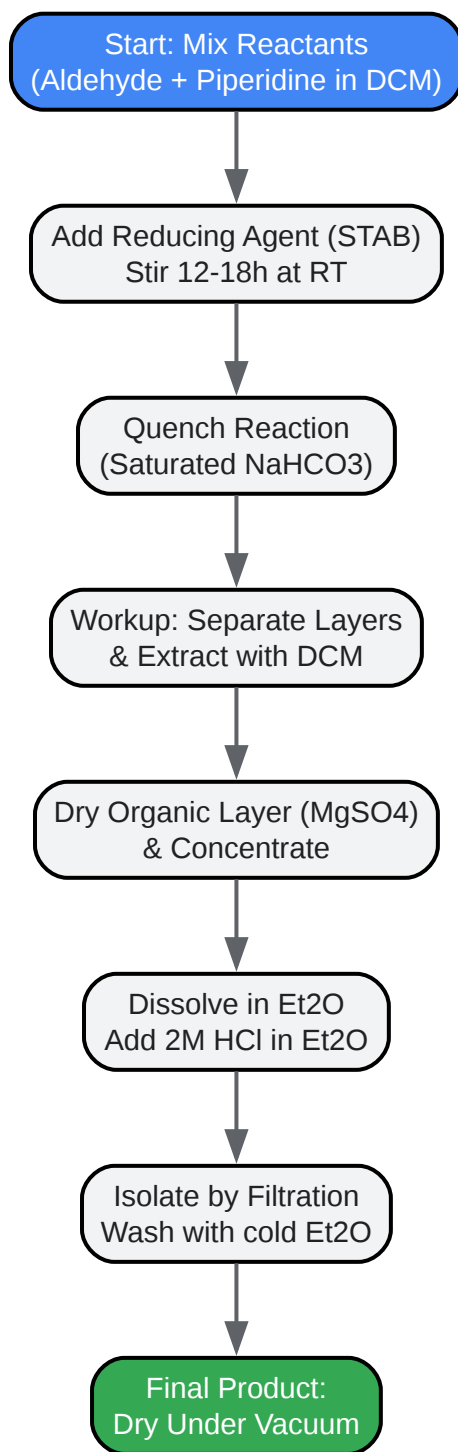 Start: Mix Reactants
(Aldehyde + Piperidine in DCM)
Add Reducing Agent (STAB)
Stir 12-18h at RT
Quench Reaction
(Saturated NaHCO3)
Workup: Separate Layers
& Extract with DCM
Dry Organic Layer (MgSO4)
& Concentrate
Dissolve in Et2O
Add 2M HCl in Et2O
Isolate by Filtration
Wash with cold Et2O
Final Product:
Dry Under Vacuum